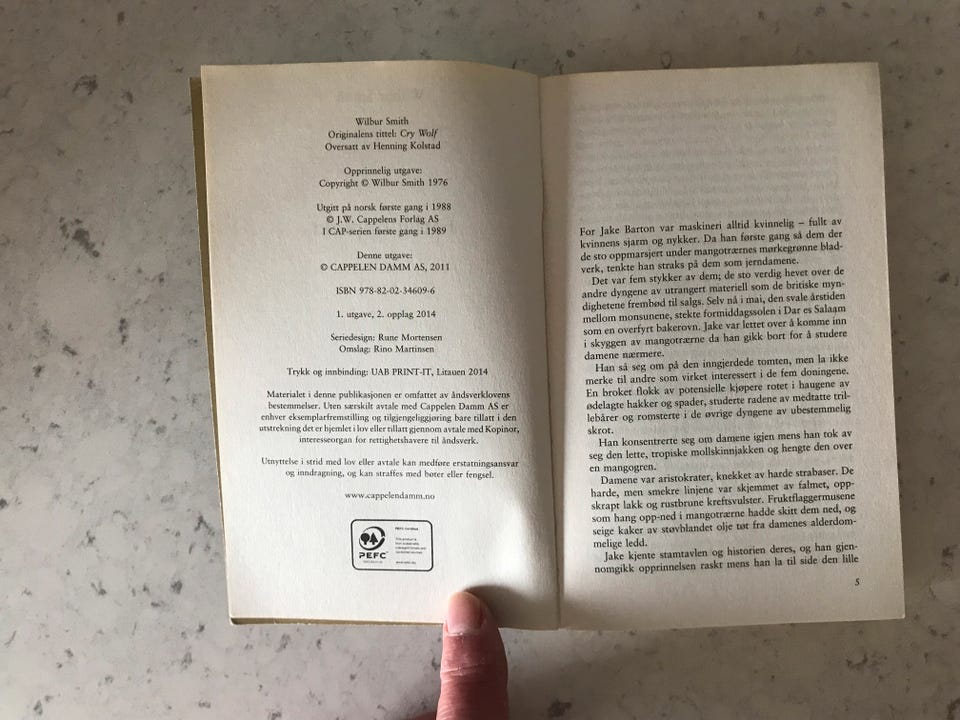 Wilbur Smith
Originalens tittel: Cry Wolf
Oversatt av Henning Kolstad
Opprinnelig utgave:
Copyright © Wilbur Smith 1976
Utgitt på norsk første gang i 1988
© J.W. Cappelens Forlag AS
I CAP-serien første gang i 1989
Denne utgave:
© CAPPELEN DAMM AS, 2011
ISBN 978-82-02-34609-6
1. utgave, 2. opplag 2014
Seriedesign: Rune Mortensen
Omslag: Rino Martinsen
Trykk og innbinding: UAB PRINT-IT, Litauen 2014
Materialet i denne publikasjonen er omfattet av åndsverklovens
bestemmelser. Uten særskilt avtale med Cappelen Damm AS er
enhver eksemplarfremstilling og tilgjengeliggjøring bare tillatt i den
utstrekning det er hjemlet i lov eller tillatt gjennom avtale med Kopinor,
interesseorgan for rettighetshavere til åndsverk.
Utnyttelse i strid med lov eller avtale kan medføre erstatningsansvar
og inndragning, og kan straffes med bøter eller fengsel.
www.cappelendamm.no
PEFC
For Jake Barton var maskineri alltid kvinnelig – fullt av
kvinnens sjarm og nykker. Da han første gang så dem der
de sto oppmarsjert under mangotrærnes mørkegrønne blad-
verk, tenkte han straks på dem som jerndamene.
Det var fem stykker av dem; de sto verdig hevet over de
andre dyngene av utrangert materiell som de britiske myn-
dighetene frembød til salgs. Selv nå i mai, den svale årstiden
mellom monsunene, stekte formiddagssolen i Dar es Salaam
som en overfyrt bakerovn. Jake var lettet over å komme inn
i skyggen av mangotrærne da han gikk bort for å studere
damene nærmere.
Han så seg om på den inngjerdede tomten, men la ikke
merke til andre som virket interessert i de fem doningene.
En broket flokk av potensielle kjøpere rotet i haugene av
ødelagte hakker og spader, studerte radene av medtatte tril-
lebårer og romsterte i de øvrige dyngene av ubestemmelig
skrot.
Han konsentrerte seg om damene igjen mens han tok av
seg den lette, tropiske mollskinnjakken og hengte den over
en mangogren.
Damene var aristokrater, knekket av harde strabaser. De
harde, men smekre linjene var skjemmet av falmet, opp-
skrapt lakk og rustbrune kreftsvulster. Fruktflaggermusene
som hang opp-ned i mangotrærne hadde skitt dem ned, og
seige kaker av støvblandet olje tøt fra damenes alderdom-
melige ledd.
Jake kjente stamtavlen og historien deres, og han gjen-
nomgikk opprinnelsen raskt mens han la til side den lille
5